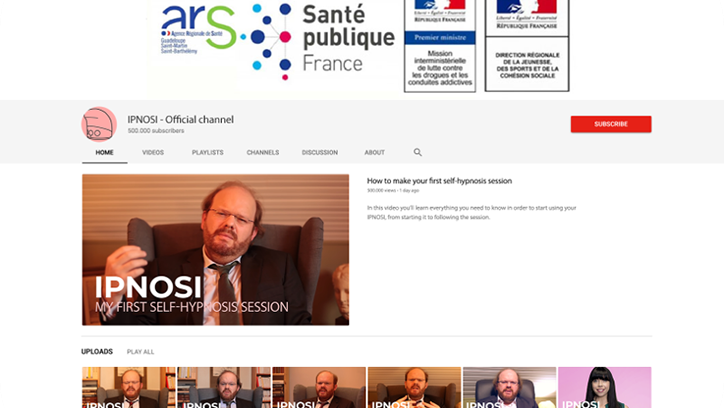 ars
Agence Régionale de Santé
Guadeloupe
Saint-Martin
Saint-Barthélemy
Santé
publique
France
Liberté • Égalité • Fraternité
RÉPUBLIQUE FRANÇAISE
Premier ministre
Mission
interministérielle
de lutte contre
les drogues et les
conduites addictives
Liberté • Égalité • Fraternité
RÉPUBLIQUE FRANÇAISE
DIRECTION RÉGIONALE
DE LA JEUNESSE,
DES SPORTS ET DE LA
COHÉSION SOCIALE
IPNOSI - Official channel
500.000 subscribers
SUBSCRIBE
HOME VIDEOS PLAYLISTS CHANNELS DISCUSSION ABOUT
IPNOSI
MY FIRST SELF-HYPNOSIS SESSION
How to make your first self-hypnosis session
views • 1 day ago
In this video you'll learn everything you need to know in order to start using your
IPNOSI, from starting it to following the session.
UPLOADS PLAY ALL
IPNOSI IPNOSI IPNOSI IPNOSI IPNOSI IPNOSI